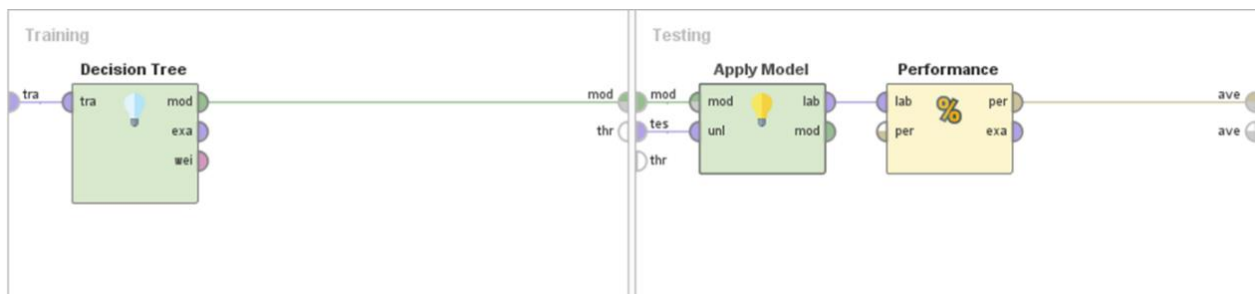 Training
Decision Tree
tra
tra
mod
exa
wei
mod
thr
Testing
mod
tes
thr
Apply Model
mod
unl
lab
mod
Performance
%
lab
per
per
exa
ave
ave